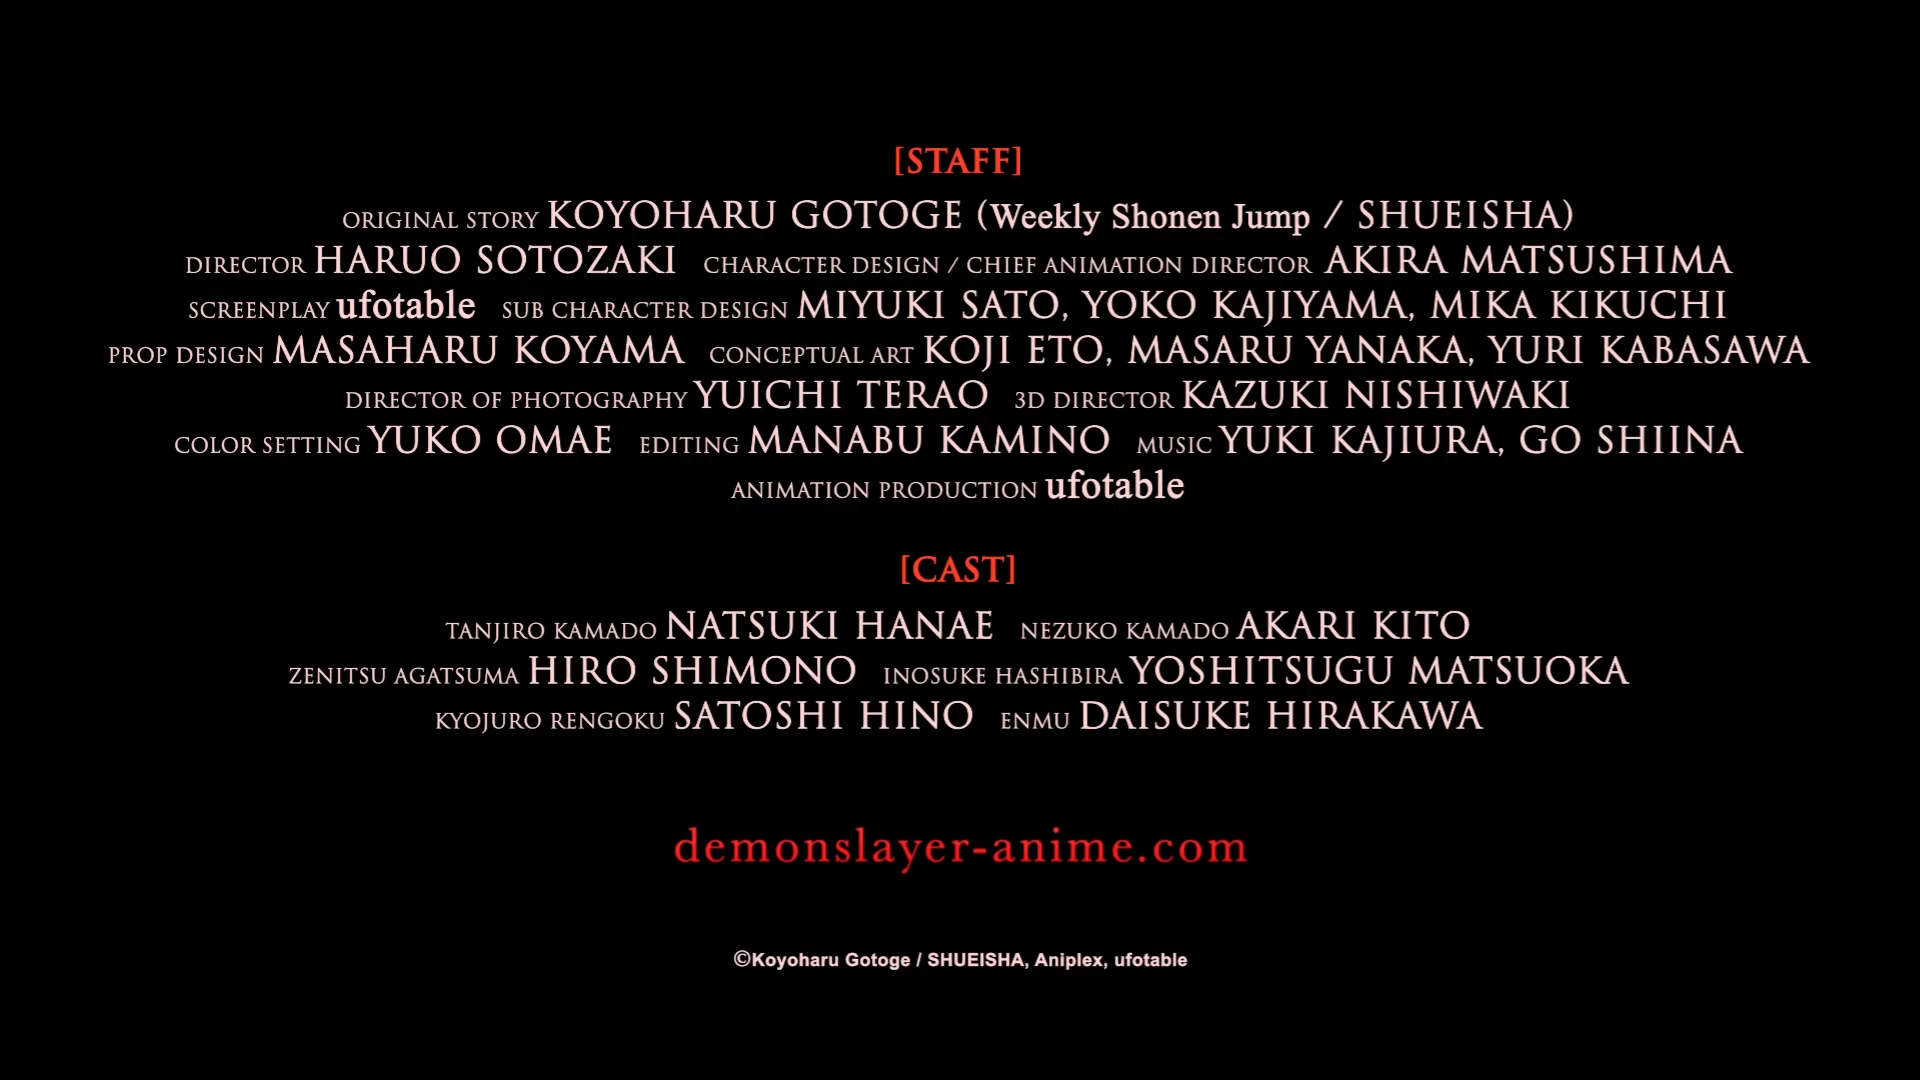 [STAFF]
ORIGINAL STORY KOYOHARU GOTOGE (Weekly Shonen Jump / SHUEISHA)
DIRECTOR HARUO SOTOZAKI CHARACTER DESIGN / CHIEF ANIMATION DIRECTOR AKIRA MATSUSHIMA
SCREENPLAY ufotable SUB CHARACTER DESIGN MIYUKI SATO, YOKO KAJIYAMA, MIKA KIKUCHI
PROP DESIGN MASAHARU KOYAMA CONCEPTUAL ART KOJI ETO, MASARU YANAKA, YURI KABASAWA
DIRECTOR OF PHOTOGRAPHY YUICHI TERAO 3D DIRECTOR KAZUKI NISHIWAKI
COLOR SETTING YUKO OMAE EDITING MANABU KAMINO MUSIC YUKI KAJIURA, GO SHIINA
ANIMATION PRODUCTION ufotable
[CAST]
TANJIRO KAMADO NATSUKI HANAE NEZUKO KAMADO AKARI KITO
ZENITSU AGATSUMA HIRO SHIMONO INOSUKE HASHIBIRA YOSHITSUGU MATSUOKA
KYOJURO RENGOKU SATOSHI HINO ENMU DAISUKE HIRAKAWA
demonslayer-anime.com
©Koyoharu Gotoge / SHUEISHA, Aniplex, ufotable